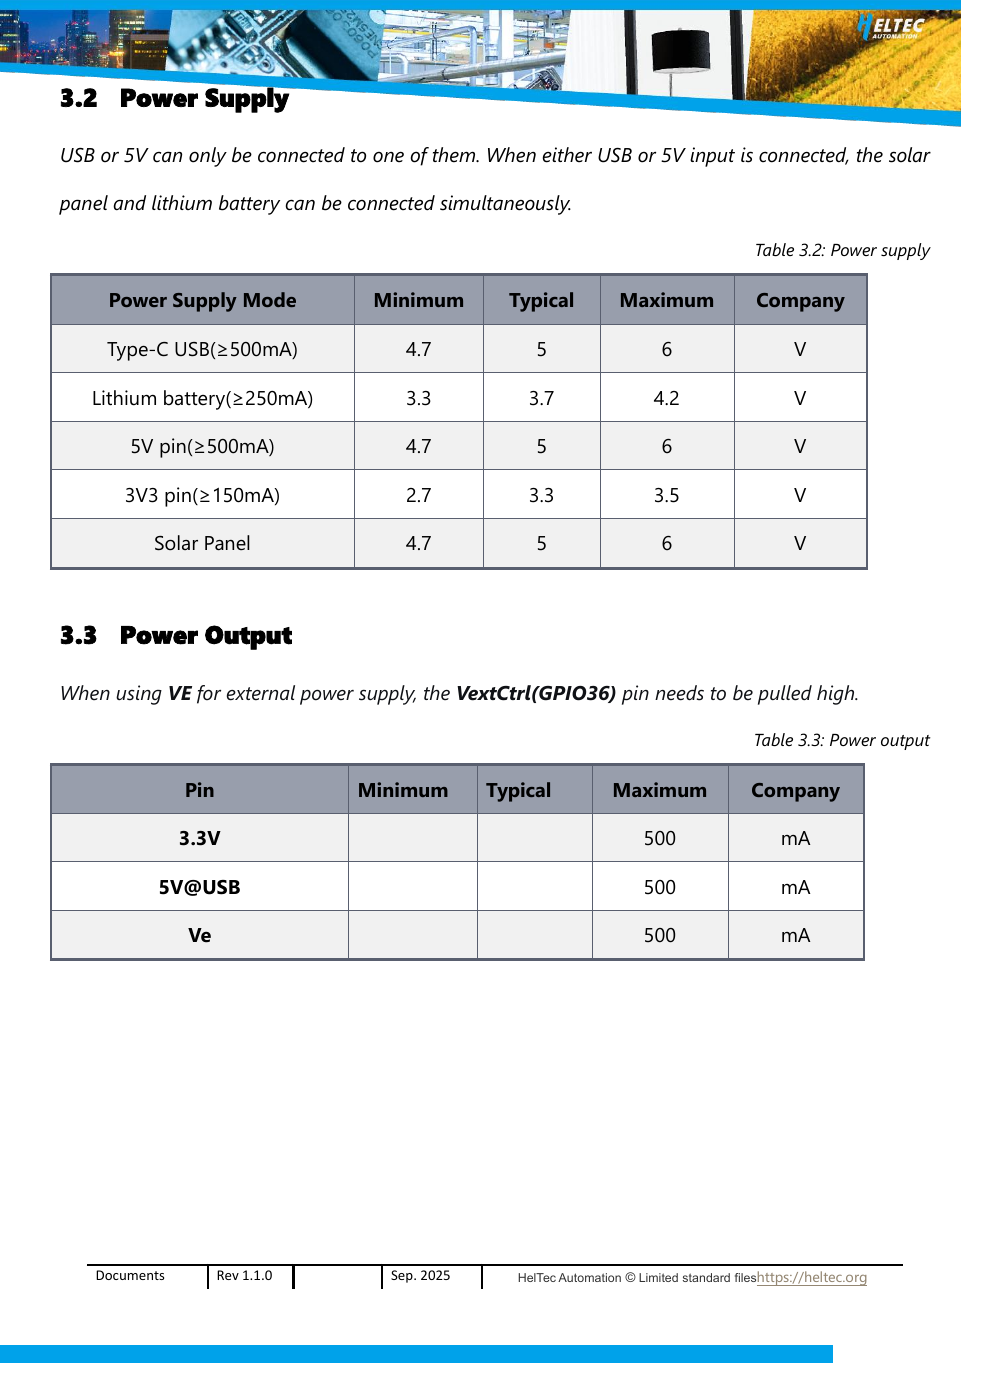 HELTEC
AUTOMATION
3.2 Power Supply
USB or 5V can only be connected to one of them. When either USB or 5V input is connected, the solar
panel and lithium battery can be connected simultaneously.
Table 3.2: Power supply
Power Supply Mode Minimum Typical Maximum Company
Type-C USB(≥500mA) 4.7 5 6 V
Lithium battery(≥250mA) 3.3 3.7 4.2 V
5V pin(≥500mA) 4.7 5 6 V
3V3 pin(≥150mA) 2.7 3.3 3.5 V
Solar Panel 4.7 5 6 V
3.3 Power Output
When using VE for external power supply, the VextCtrl(GPIO36) pin needs to be pulled high.
Table 3.3: Power output
Pin Minimum Typical Maximum Company
3.3V 500 mA
5V@USB 500 mA
Ve 500 mA
Documents Rev 1.1.0 Sep. 2025 HelTec Automation © Limited standard fileshttps://heltec.org